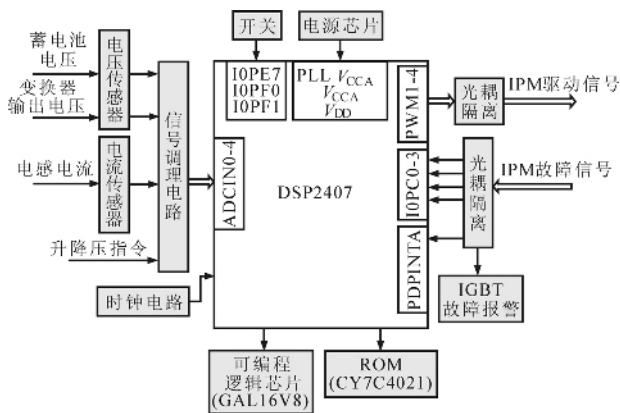 开关
电源芯片
蓄电池
电压
变换器
输出电压
电感电流
升降压指令
电压传感器
电流传感器
信号调理电路
时钟电路
I0PE7
I0PF0
I0PF1
PLL VCCA
VCCA
VDD
PWM1-4
ADCIN0-4
DSP2407
I0PC0-3
PDPINTA
光耦
隔离
IPM驱动信号
光耦隔离
IPM故障信号
IGBT
故障报警
可编程
逻辑芯片
(GAL16V8)
ROM
(CY7C4021)